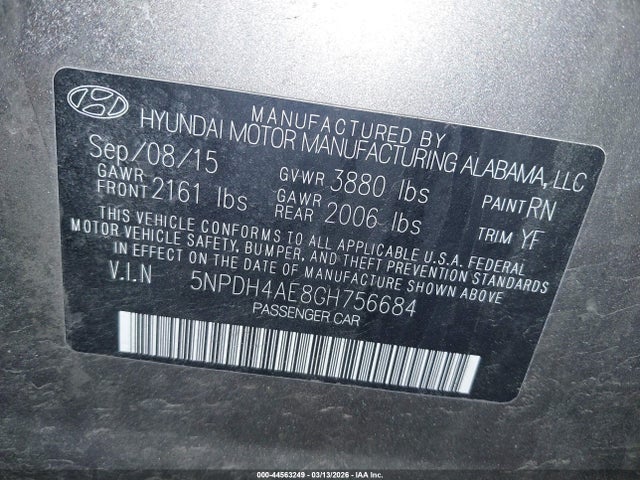 MANUFACTURED BY
HYUNDAI MOTOR MANUFACTURING ALABAMA, LLC
Sep/08/15 GVWR 3880 lbs PAINT RN
GAWR FRONT 2161 lbs GAWR REAR 2006 lbs TRIM YF
THIS VEHICLE CONFORMS TO ALL APPLICABLE U.S.A. FEDERAL
MOTOR VEHICLE SAFETY, BUMPER, AND THEFT PREVENTION STANDARDS
IN EFFECT ON THE DATE OF MANUFACTURE SHOWN ABOVE
V.I.N 5NPDH4AE8GH756684
PASSENGER CAR
000-44563249 - 03/13/2026 - IAA Inc.